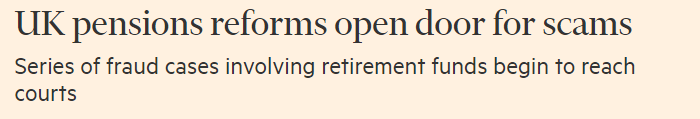 UK pensions reforms open door for scams
Series of fraud cases involving retirement funds begin to reach
courts